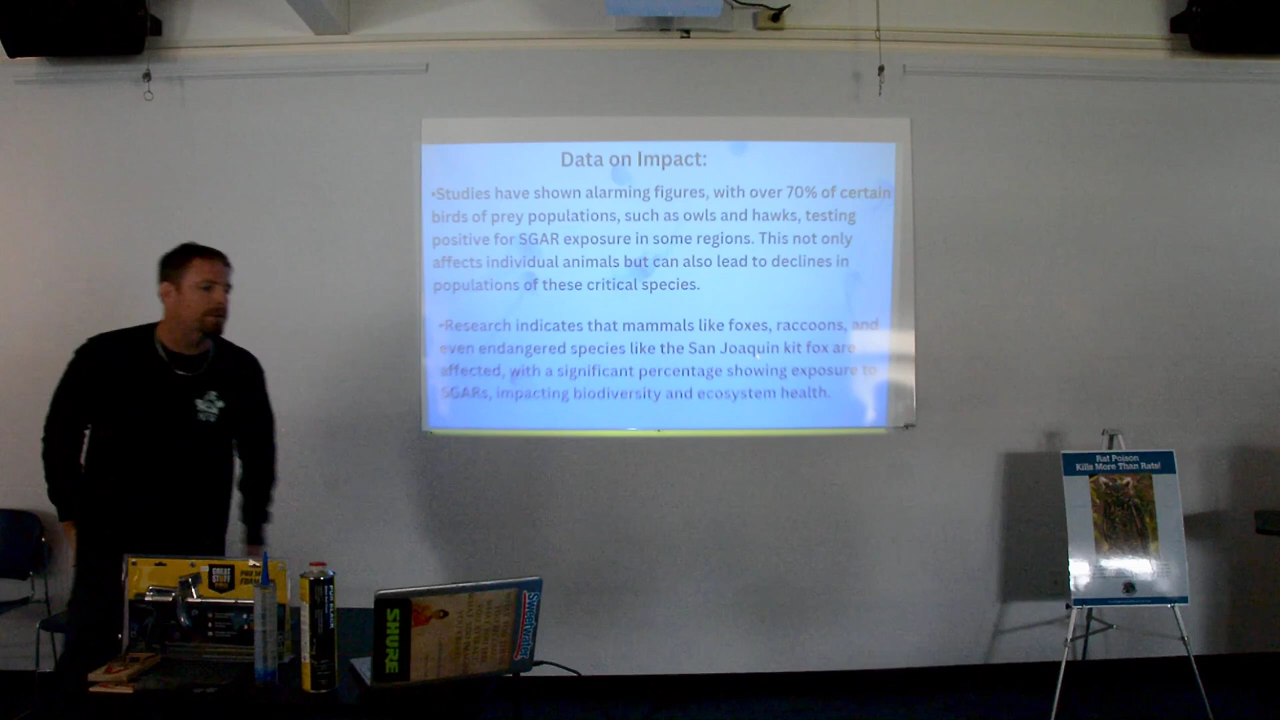 Data on Impact:
•Studies have shown alarming figures, with over 70% of certain
birds of prey populations, such as owls and hawks, testing
positive for SGAR exposure in some regions. This not only
affects individual animals but can also lead to declines in
populations of these critical species.
•Research indicates that mammals like foxes, raccoons, and
even endangered species like the San Joaquin kit fox are
affected, with a significant percentage showing exposure to
SGARs, impacting biodiversity and ecosystem health.
Rat Poison
Kills More Than Rats!
GREAT
STUFF
PRO
SHURE
Sweetwater